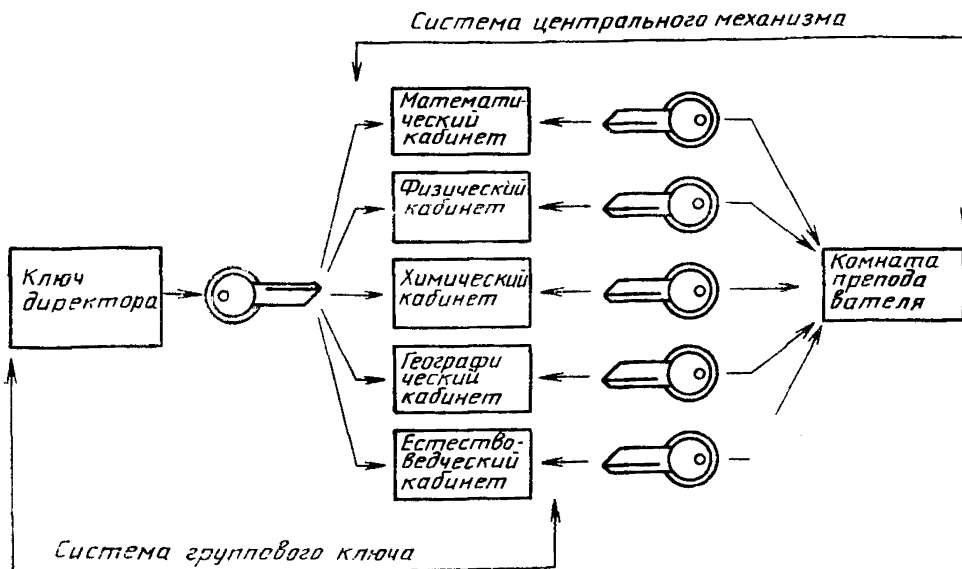 Система центрального механизма
Математи-
ческий
кабинет
Физический
кабинет
Ключ
директора
Химический
кабинет
Комната
препода
вателя
Географи
ческий
кабинет
Естество-
ведческий
кабинет
Система группового ключа